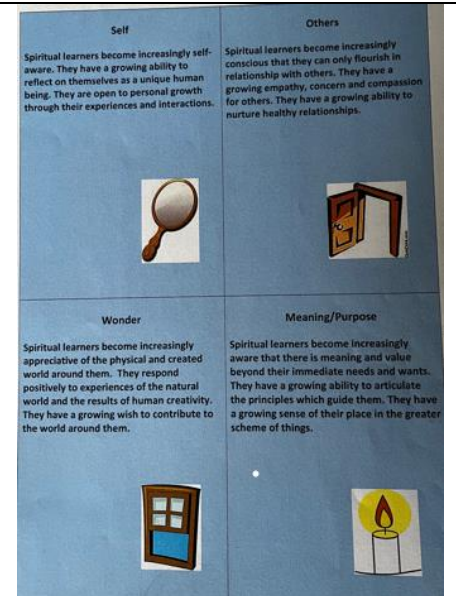 Self
Spiritual learners become increasingly self-
aware. They have a growing ability to
reflect on themselves as a unique human
being. They are open to personal growth
through their experiences and interactions.
Others
Spiritual learners become increasingly
conscious that they can only flourish in
relationship with others. They have a
growing empathy, concern and compassion
for others. They have a growing ability to
nurture healthy relationships.
Wonder
Spiritual learners become increasingly
appreciative of the physical and created
world around them. They respond
positively to experiences of the natural
world and the results of human creativity.
They have a growing wish to contribute to
the world around them.
Meaning/Purpose
Spiritual learners become increasingly
aware that there is meaning and value
beyond their immediate needs and wants.
They have a growing ability to articulate
the principles which guide them. They have
a growing sense of their place in the greater
scheme of things.